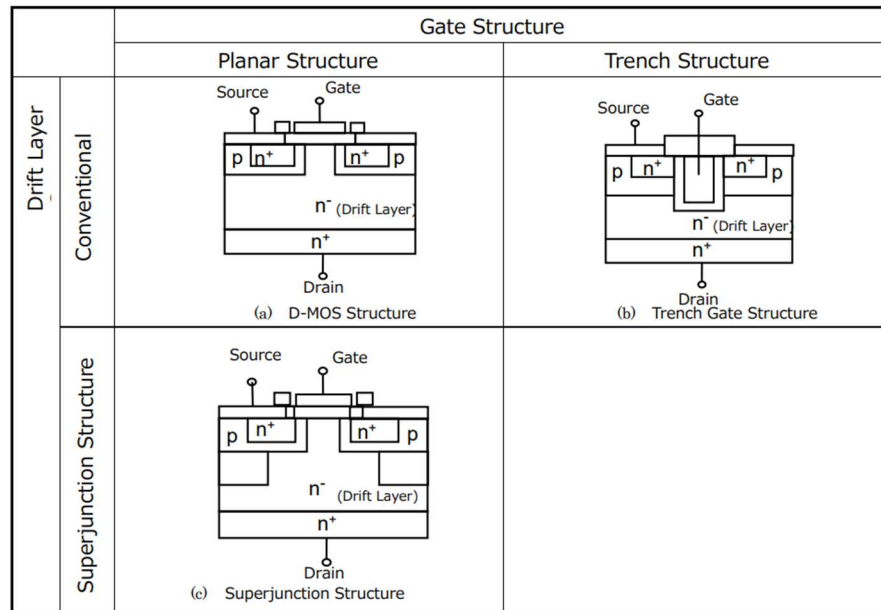 Gate Structure
Planar Structure
Trench Structure
Drift Layer
Conventional
Source
Gate
p
n+
n+
p
n- (Drift Layer)
n+
Drain
(a) D-MOS Structure
Source
Gate
p
n+
n+
p
n- (Drift Layer)
n+
Drain
(b) Trench Gate Structure
Superjunction Structure
Source
Gate
p
n+
n+
p
n-
(Drift Layer)
n+
Drain
(c) Superjunction Structure